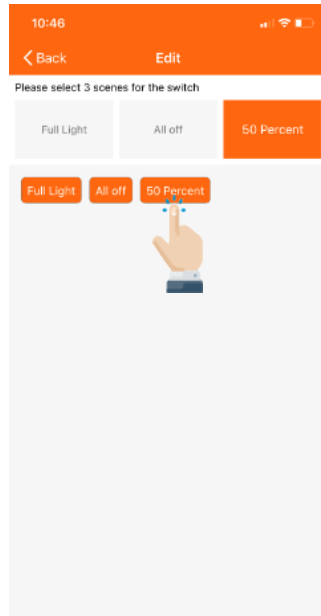 10:46
Back Edit
Please select 3 scenes for the switch
Full Light All off 50 Percent
Full Light All off 50 Percent